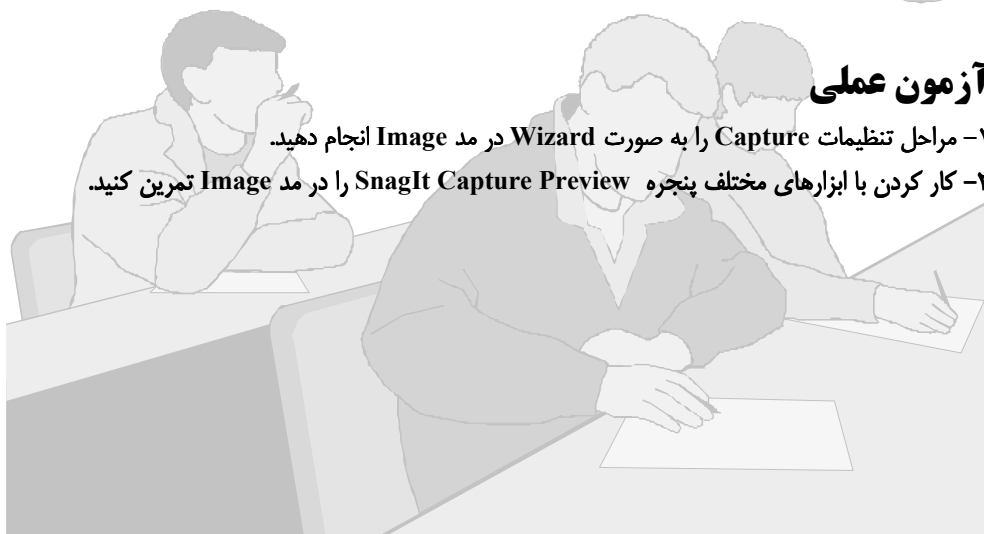 آزمون عملی
۱- مراحل تنظیمات Capture را به صورت Wizard در مد Image انجام دهید.
۲- کار کردن با ابزارهای مختلف پنجره SnagIt Capture Preview را در مد Image تمرین کنید.